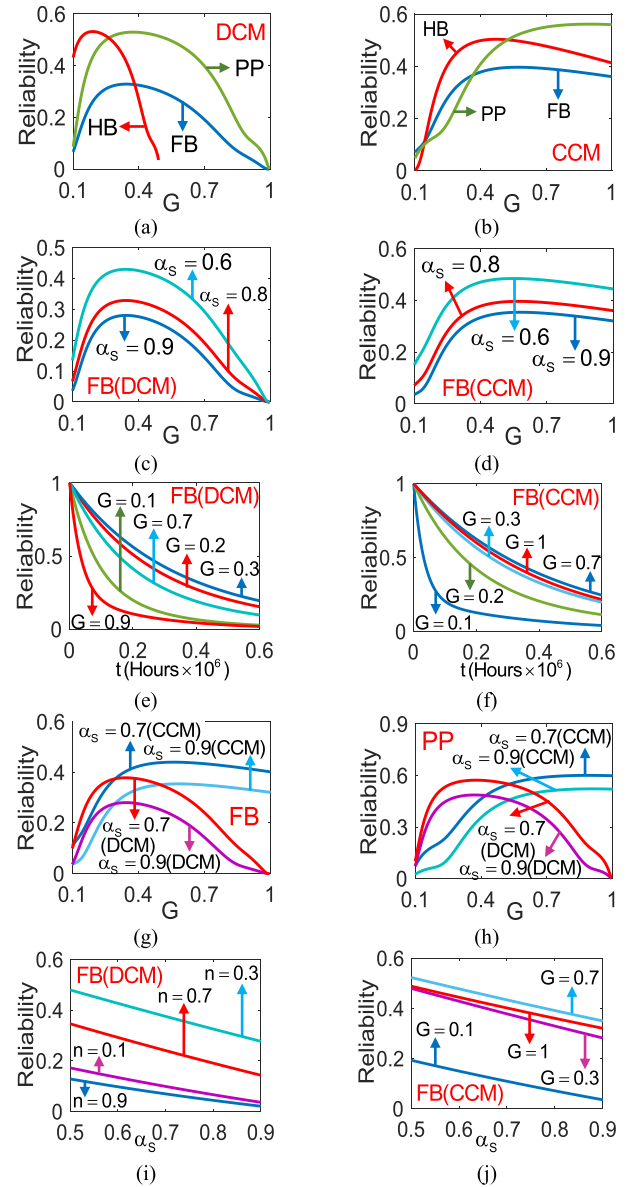 0.6
DCM
Reliability
0.4
PP
0.2
HB
FB
0
0.1 0.4 0.7 1
G
(a)
0.6
HB
Reliability
0.4
0.2
PP
FB
CCM
0
0.1 0.4 0.7 1
G
(b)
0.5
αS = 0.6
0.4
αS = 0.8
Reliability
0.3
0.2
αS = 0.9
0.1
FB(DCM)
0
0.1 0.4 0.7 1
G
(c)
0.6
αS = 0.8
Reliability
0.4
αS = 0.6
0.2
αS = 0.9
FB(CCM)
0
0.1 0.4 0.7 1
G
(d)
1
FB(DCM)
G = 0.1
G = 0.7
Reliability
0.5
G = 0.2
G = 0.3
G = 0.9
0
0 0.2 0.4 0.6
t (Hours × 10⁶)
(e)
1
FB(CCM)
G = 0.3
G = 1
Reliability
0.5
G = 0.7
G = 0.2
G = 0.1
0
0 0.2 0.4 0.6
t (Hours × 10⁶)
(f)
0.6
αS = 0.7(CCM)
αS = 0.9(CCM)
Reliability
0.4
FB
0.2
αS = 0.7
(DCM)
αS = 0.9(DCM)
0
0.1 0.4 0.7 1
G
(g)
0.9
PP
αS = 0.7(CCM)
αS = 0.9(CCM)
Reliability
0.6
0.3
αS = 0.7
(DCM)
αS = 0.9(DCM)
0
0.1 0.4 0.7 1
G
(h)
0.6
FB(DCM)
n = 0.3
n = 0.7
Reliability
0.4
0.2
n = 0.1
n = 0.9
0
0.5 0.6 0.7 0.8 0.9
αS
(i)
0.6
G = 0.7
Reliability
0.4
G = 0.1
G = 1
0.2
G = 0.3
FB(CCM)
0
0.5 0.6 0.7 0.8 0.9
αS
(j)